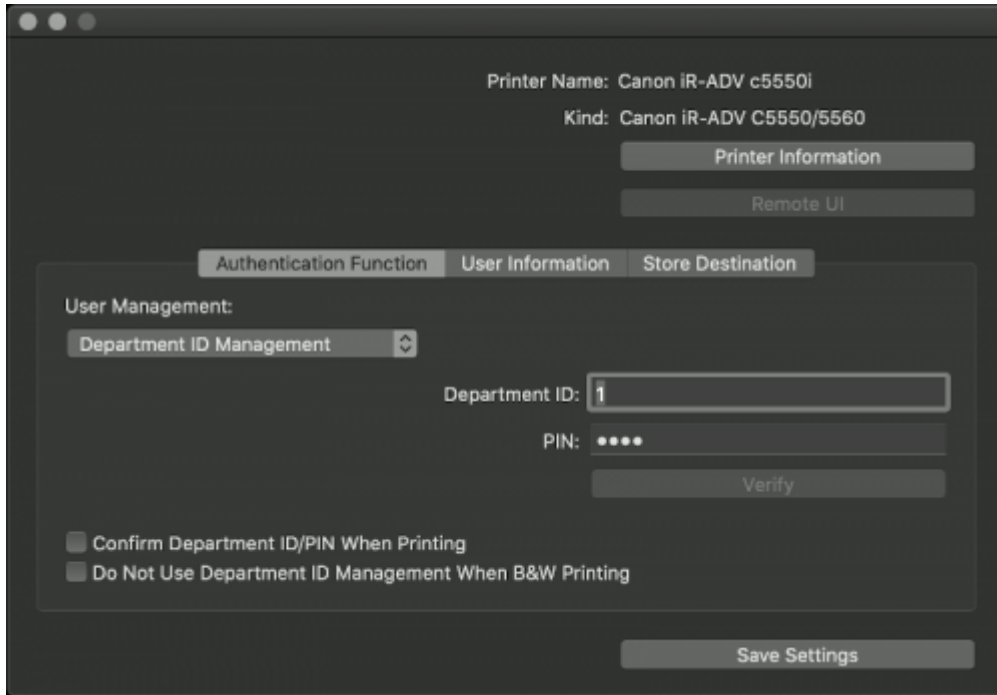 Printer Name: Canon iR-ADV c5550i
Kind: Canon iR-ADV C5550/5560
Printer Information
Remote UI
Authentication Function User Information Store Destination
User Management:
Department ID Management
Department ID: 1
PIN: ••••
Verify
Confirm Department ID/PIN When Printing
Do Not Use Department ID Management When B&W Printing
Save Settings